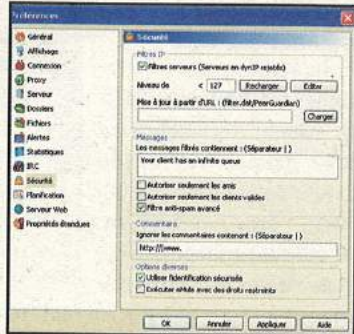 Préférences
Général
Affichage
Connexion
Proxy
Serveur
Dossiers
Fichiers
Alertes
Statistiques
IRC
Sécurité
Planification
Serveur Web
Propriétés étendues
Sécurité
Filtres IP
Filtres serveurs (Serveurs en dynIP rejetés)
Niveau de < 127 Recharger Editer
Mise à jour à partir d'URL : (filter.dat/PeerGuardian)
Charger
Messages
Les messages filtrés contiennent : (Séparateur | )
Your client has an infinite queue
Autoriser seulement les amis
Autoriser seulement les clients valides
Filtre anti-spam avancé
Commentaire
Ignorer les commentaires contenant : (Séparateur | )
http://|www.
Options diverses
Utiliser l'identification sécurisée
Exécuter eMule avec des droits restreints
OK Annuler Appliquer Aide